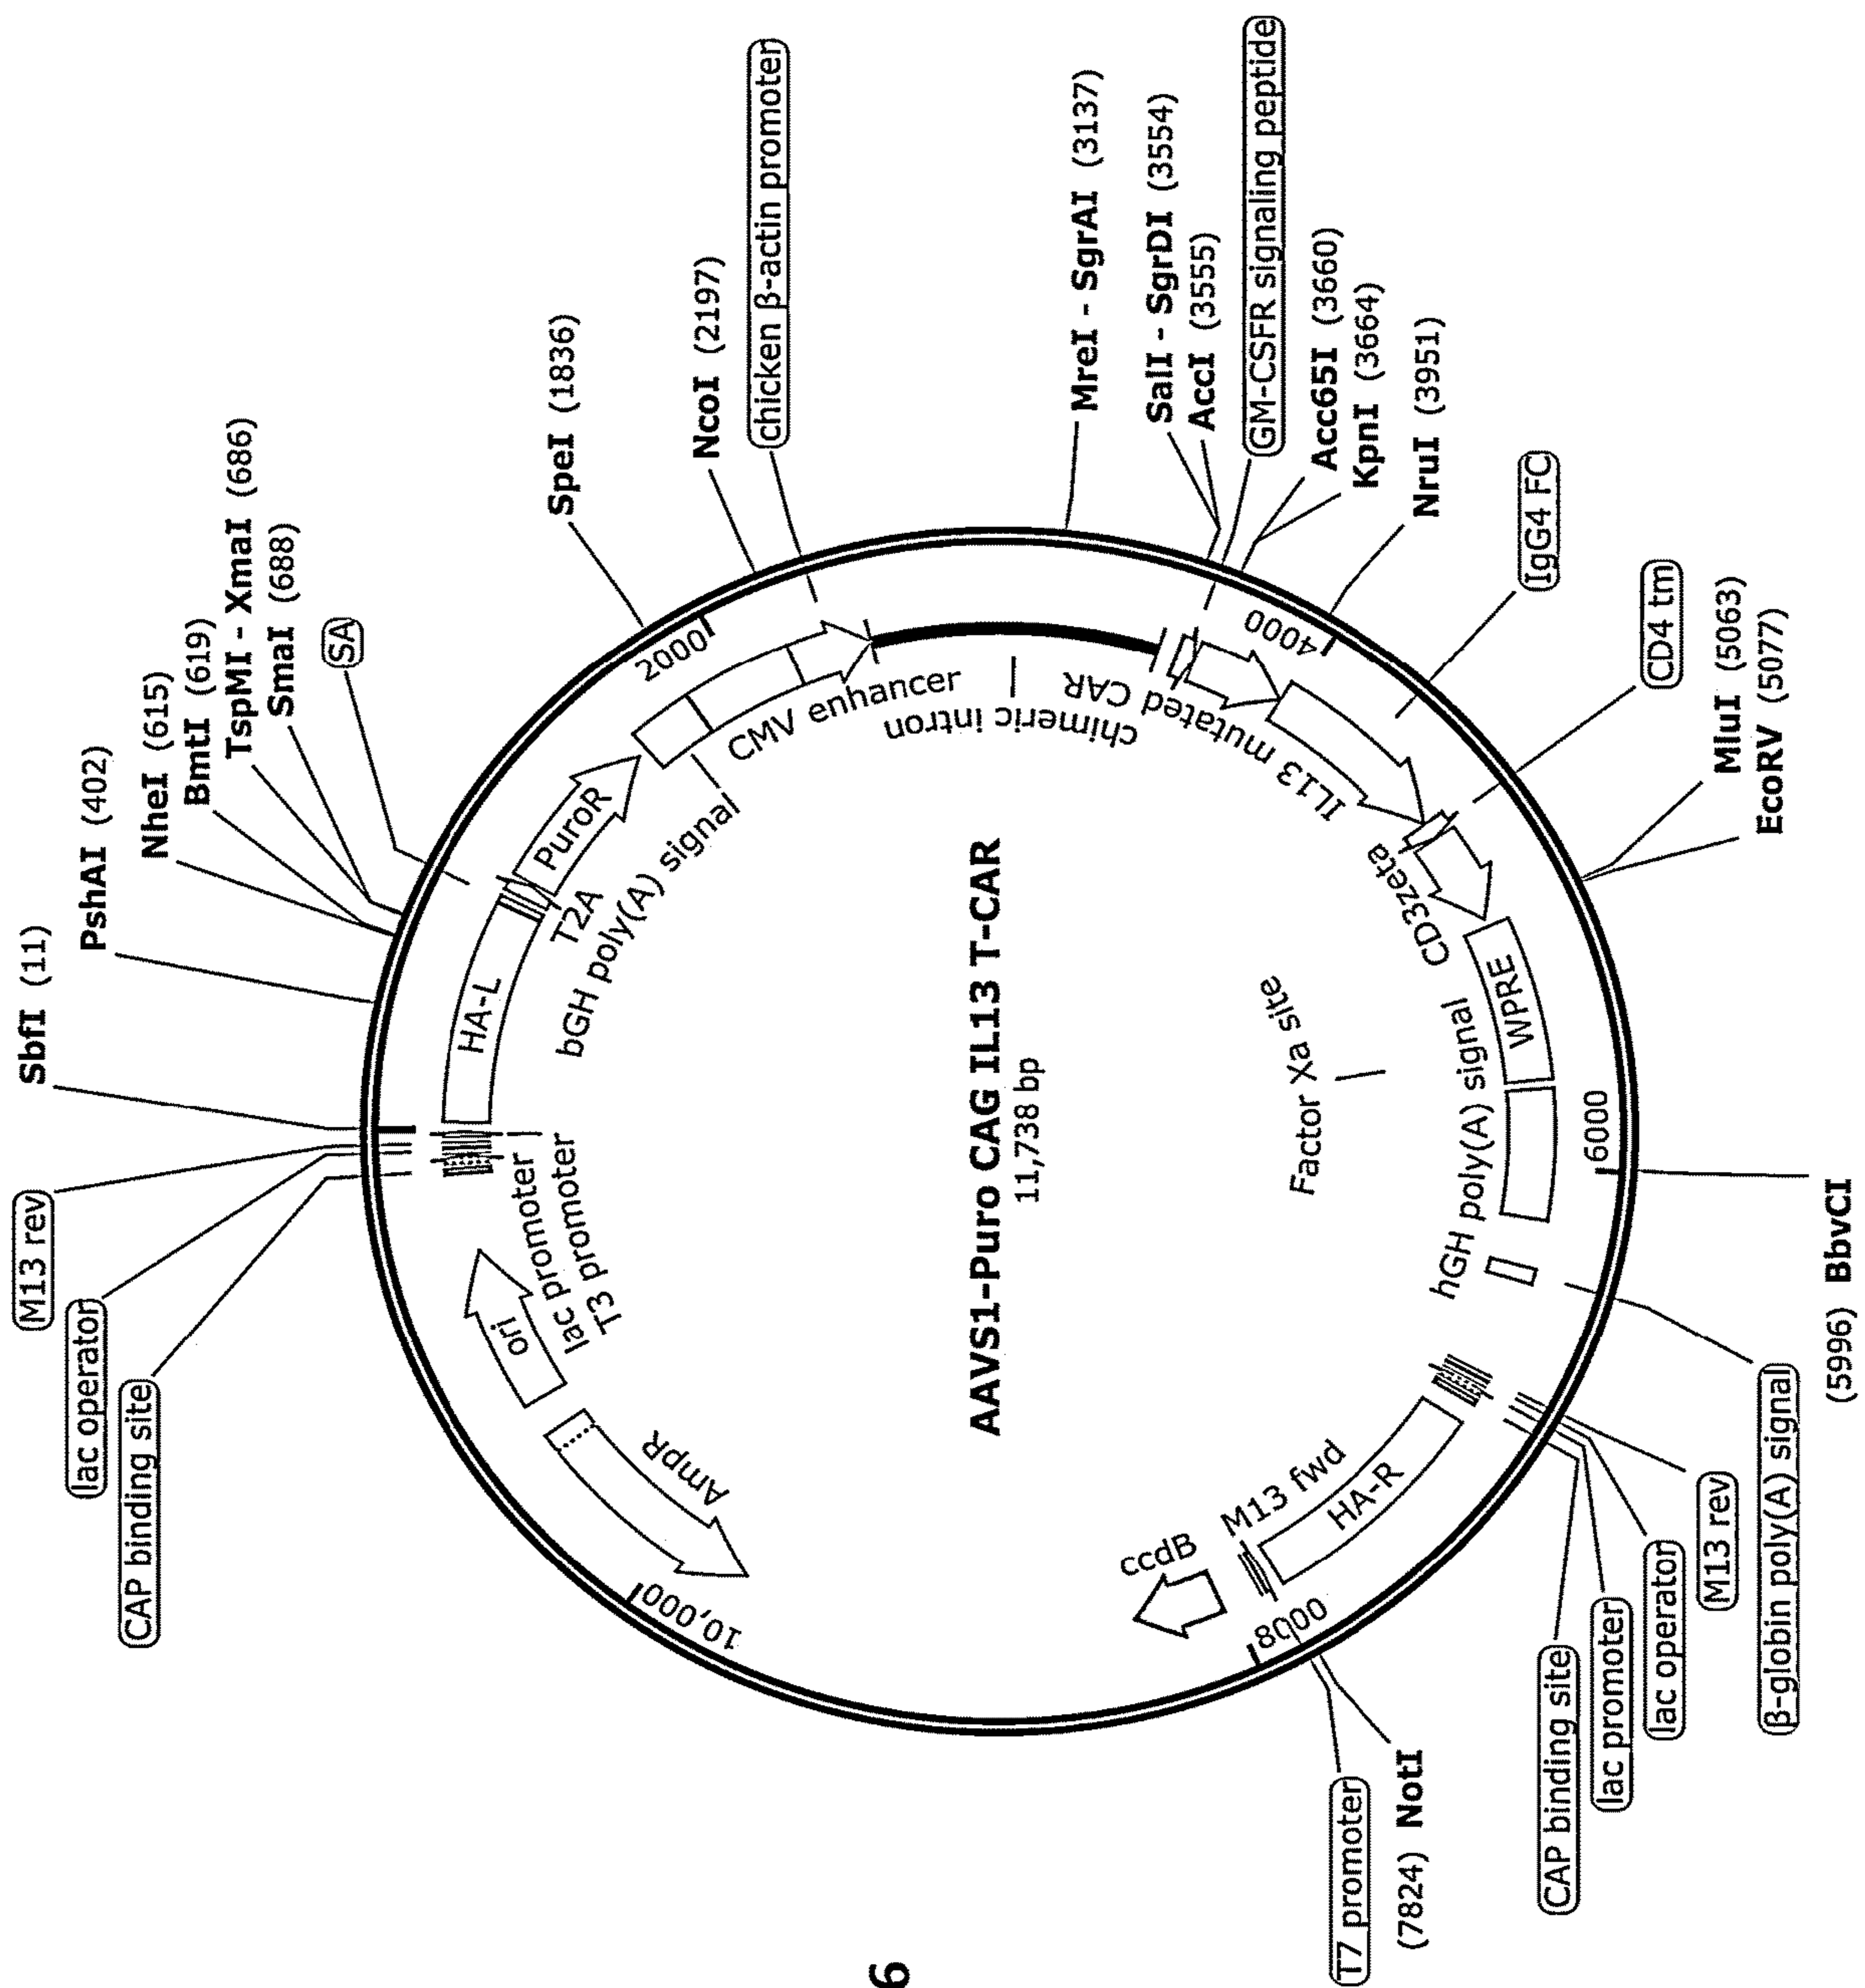 SbfI (11)
PshAI (402)
NheI (615)
BmtI (619)
TspMI - XmaI (686)
SmaI (688)
SA
SpeI (1836)
NcoI (2197)
chicken β-actin promoter
MreI - SgrAI (3137)
SalI - SgrDI (3554)
AccI (3555)
GM-CSFR signaling peptide
Acc65I (3660)
KpnI (3664)
NruI (3951)
IgG4 FC
CD4 tm
MluI (5063)
EcoRV (5077)
(5996) BbvCI
β-globin poly(A) signal
M13 rev
lac operator
lac promoter
CAP binding site
(7824) NotI
T7 promoter
CAP binding site
lac operator
M13 rev
2000
4000
6000
8000
10,000
HA-L
T2A
PuroR
bGH poly(A) signal
CMV enhancer
chimeric intron
IL13 mutated CAR
CD3zeta
WPRE
hGH poly(A) signal
Factor Xa site
HA-R
M13 fwd
ccdB
AmpR
ori
lac promoter
T3 promoter
AAVS1-Puro CAG IL13 T-CAR
11,738 bp
6